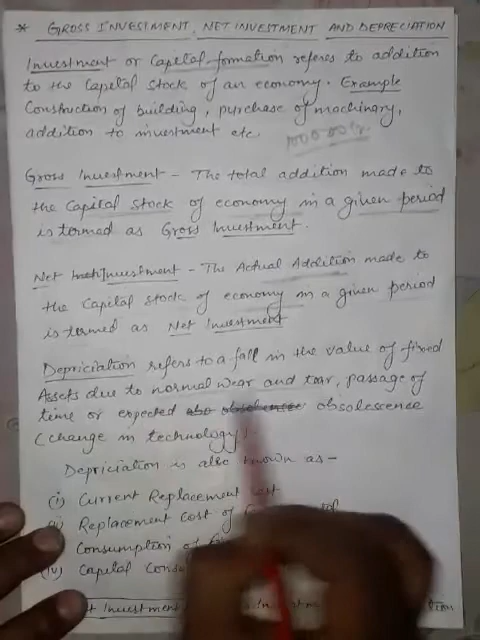 * GROSS INVESTMENT, NET INVESTMENT AND DEPRECIATION
Investment or Capital formation referes to addition
to the Capital Stock of an economy. Example
Construction of building, purchase of machinary,
addition to investment etc.
Gross Investment - The total addition made to
the Capital Stock of economy in a given period
is termed as Gross Investment.
Net Investment - The Actual Addition made to
the Capital Stock of economy in a given period
is termed as Net Investment
Depriciation refers to a fall in the value of fixed
Assets due to normal wear and tear, passage of
time or expected obsolescence
(change in technology).
Depriciation is also known as -
(i) Current Replacement Cost
Replacement Cost of
Consumption of
(iv) Capital
Investment